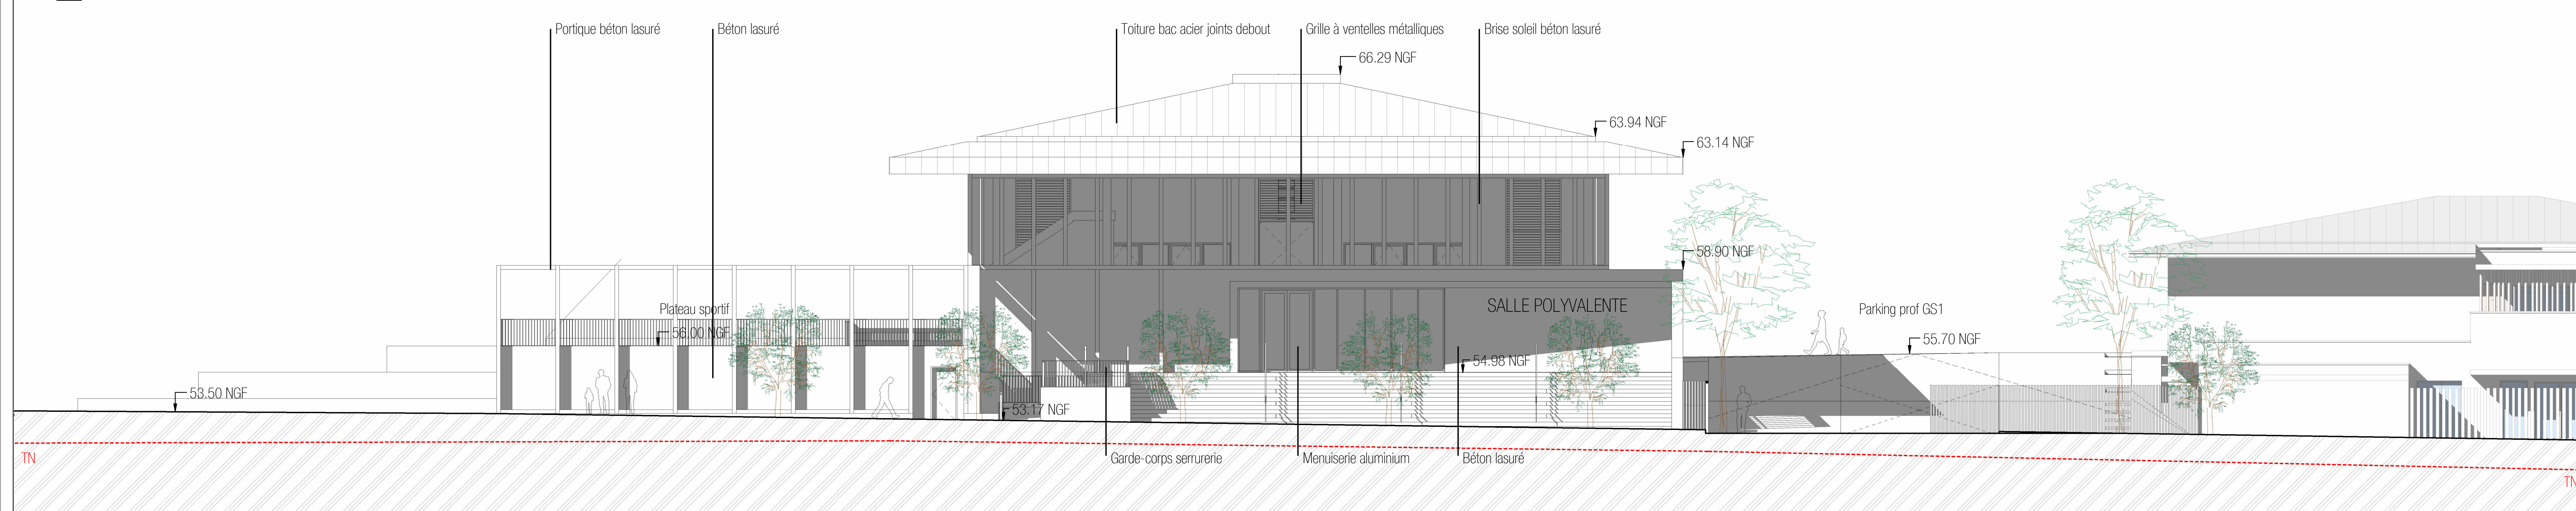 Portique béton lasuré
Béton lasuré
Toiture bac acier joints debout
Grille à ventelles métalliques
Brise soleil béton lasuré
66.29 NGF
63.94 NGF
63.14 NGF
58.90 NGF
SALLE POLYVALENTE
Plateau sportif
56.00 NGF
Parking prof GS1
55.70 NGF
54.98 NGF
53.50 NGF
53.17 NGF
TN
Garde-corps serrurerie
Menuiserie aluminium
Béton lasuré
TN